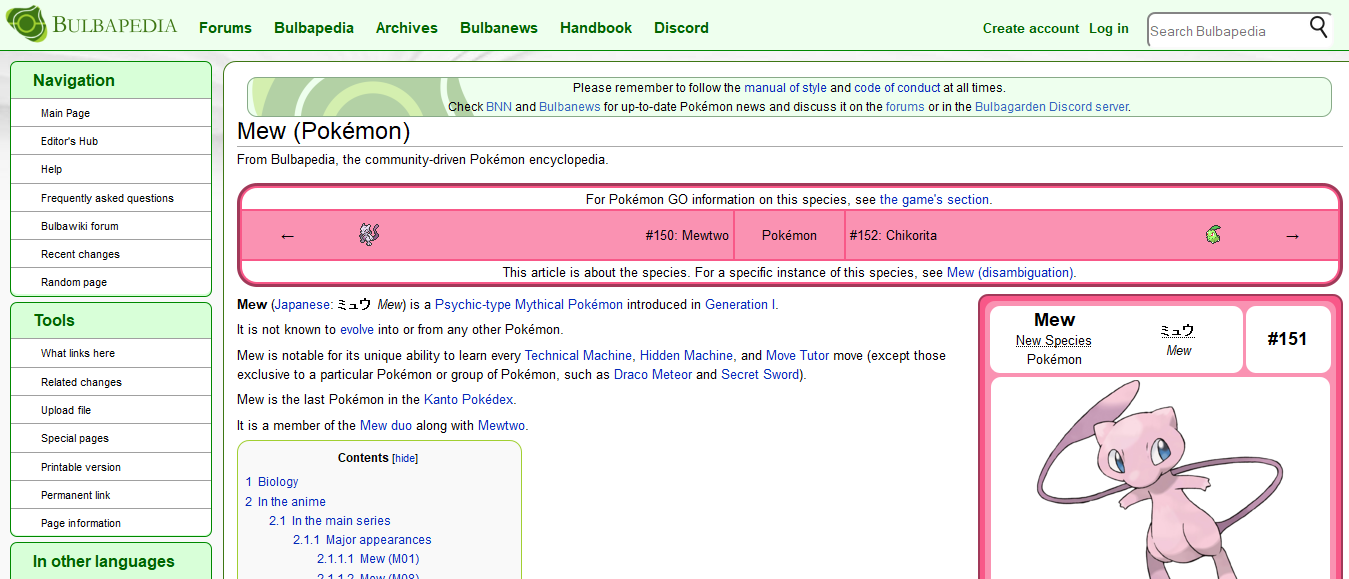 BULBAPEDIA
Forums Bulbapedia Archives Bulbanews Handbook Discord
Create account Log in
Search Bulbapedia
Navigation
Main Page
Editor's Hub
Help
Frequently asked questions
Bulbawiki forum
Recent changes
Random page
Tools
What links here
Related changes
Upload file
Special pages
Printable version
Permanent link
Page information
In other languages
Please remember to follow the manual of style and code of conduct at all times.
Check BNN and Bulbanews for up-to-date Pokémon news and discuss it on the forums or in the Bulbagarden Discord server.
Mew (Pokémon)
From Bulbapedia, the community-driven Pokémon encyclopedia.
For Pokémon GO information on this species, see the game's section.
← #150: Mewtwo Pokémon #152: Chikorita →
This article is about the species. For a specific instance of this species, see Mew (disambiguation).
Mew (Japanese: ミュウ Mew) is a Psychic-type Mythical Pokémon introduced in Generation I.
It is not known to evolve into or from any other Pokémon.
Mew is notable for its unique ability to learn every Technical Machine, Hidden Machine, and Move Tutor move (except those
exclusive to a particular Pokémon or group of Pokémon, such as Draco Meteor and Secret Sword).
Mew is the last Pokémon in the Kanto Pokédex.
It is a member of the Mew duo along with Mewtwo.
Contents [hide]
1 Biology
2 In the anime
2.1 In the main series
2.1.1 Major appearances
2.1.1.1 Mew (M01)
2.1.1.2 Mew (M08)
Mew
New Species
Pokémon
ミュウ
Mew
#151